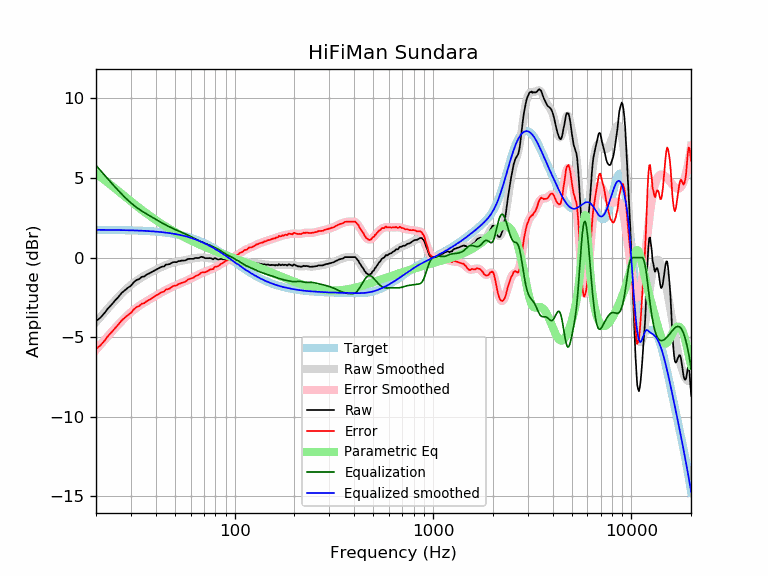 HiFiMan Sundara
Amplitude (dBr)
10
5
0
−5
−10
−15
Target
Raw Smoothed
Error Smoothed
Raw
Error
Parametric Eq
Equalization
Equalized smoothed
100
1000
10000
Frequency (Hz)